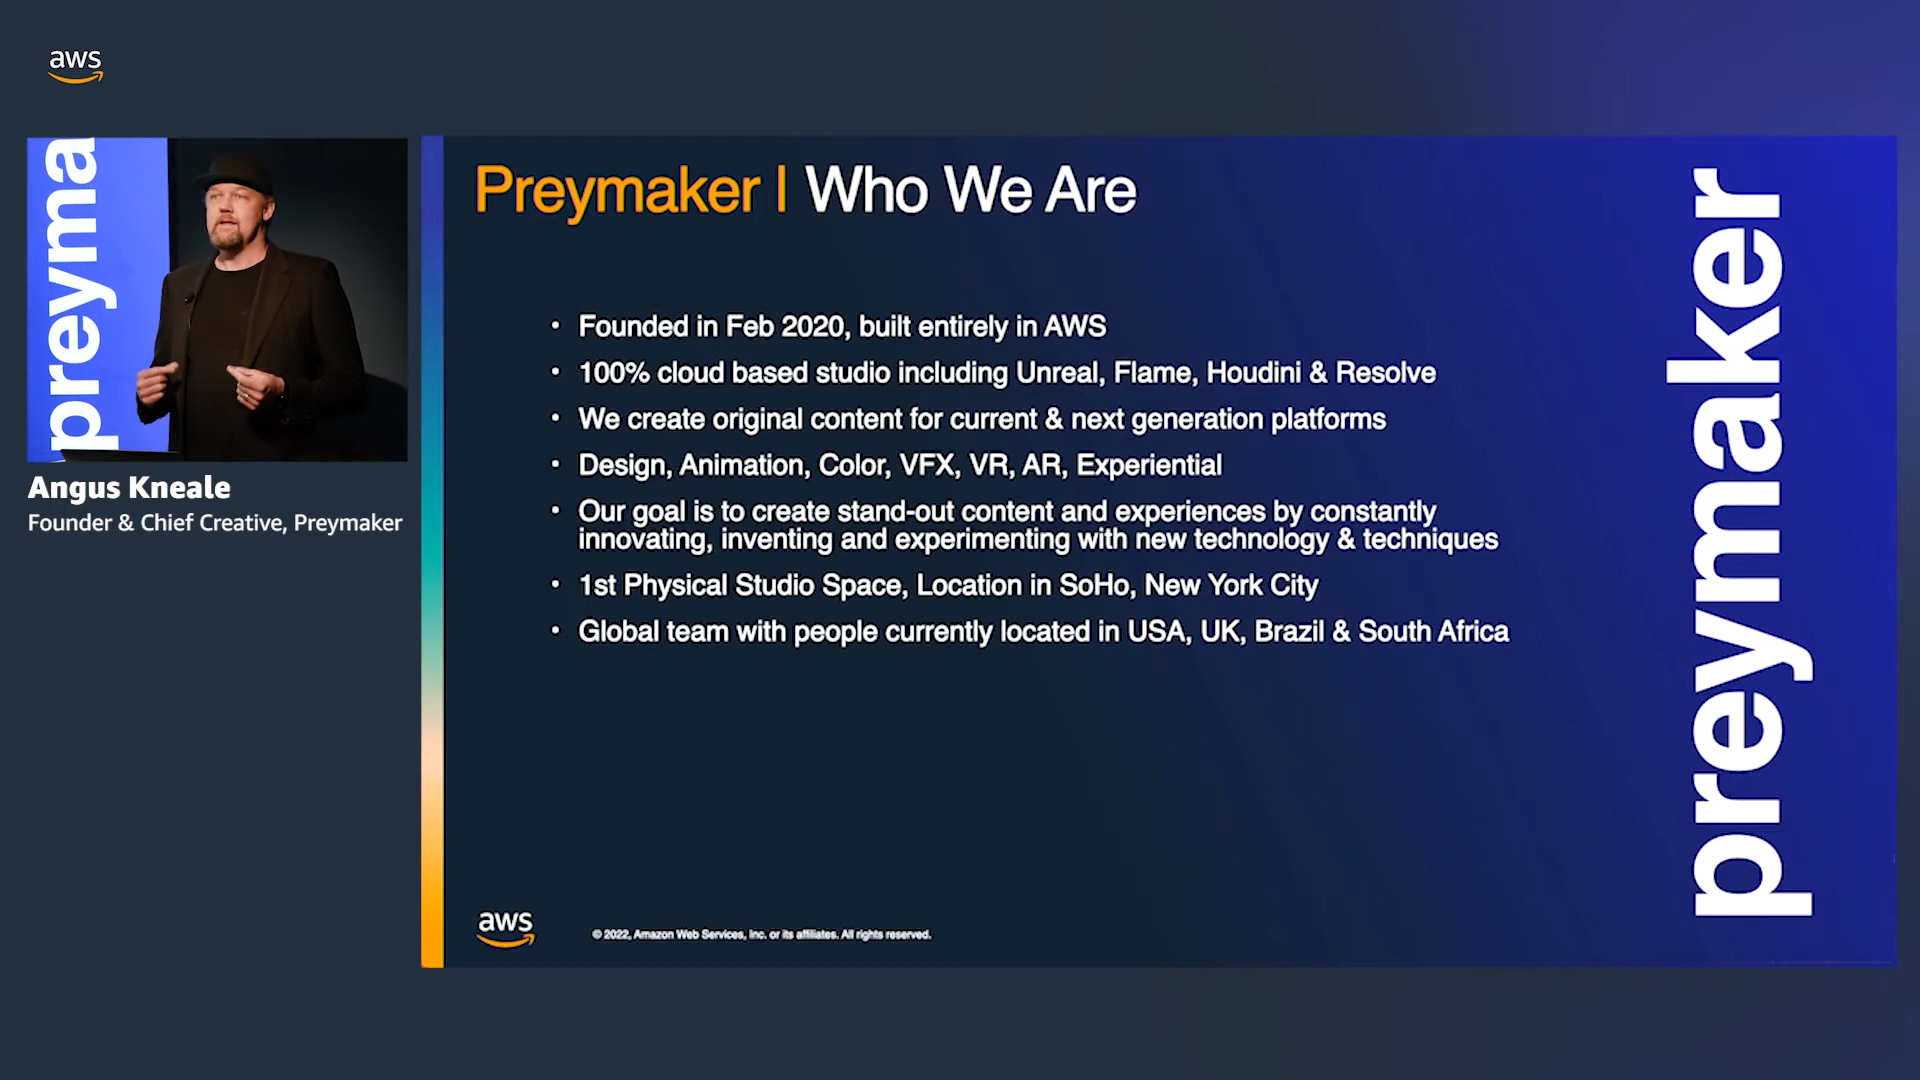 aws
preyma
Angus Kneale
Founder & Chief Creative, Preymaker
Preymaker | Who We Are
• Founded in Feb 2020, built entirely in AWS
• 100% cloud based studio including Unreal, Flame, Houdini & Resolve
• We create original content for current & next generation platforms
• Design, Animation, Color, VFX, VR, AR, Experiential
• Our goal is to create stand-out content and experiences by constantly
innovating, inventing and experimenting with new technology & techniques
• 1st Physical Studio Space, Location in SoHo, New York City
• Global team with people currently located in USA, UK, Brazil & South Africa
preymaker
aws
© 2022, Amazon Web Services, Inc. or its affiliates. All rights reserved.